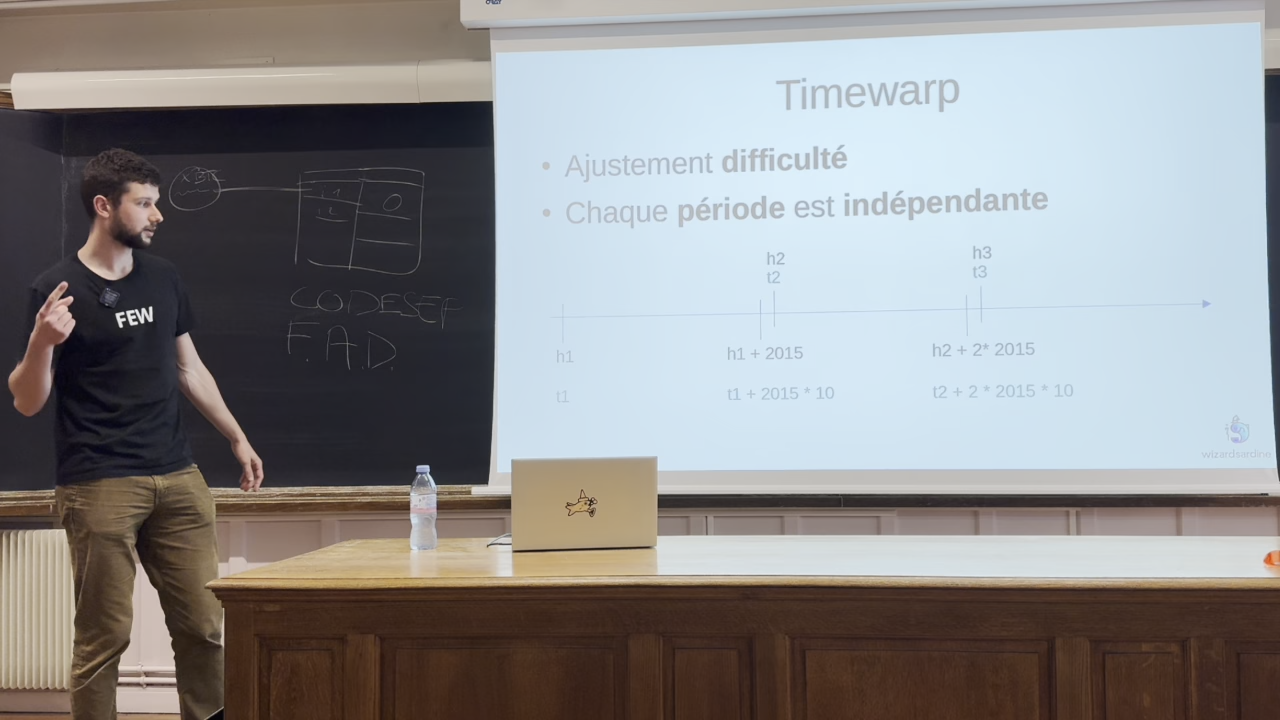 Timewarp
• Ajustement difficulté
• Chaque période est indépendante
h2
t2
h3
t3
h1
h1 + 2015
h2 + 2* 2015
t1
t1 + 2015 * 10
t2 + 2 * 2015 * 10
wizardsardine
FEW
CODESEF
F.A.D.